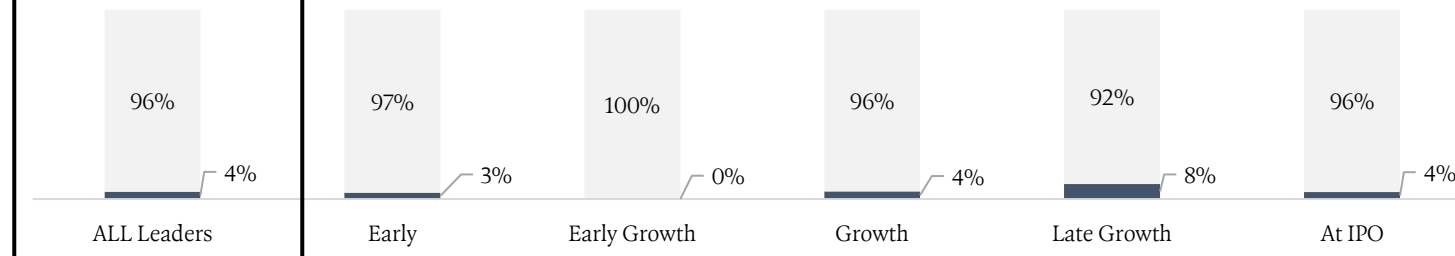 96% 97% 100% 96% 92% 96%
4% 3% 0% 4% 8% 4%
ALL Leaders Early Early Growth Growth Late Growth At IPO